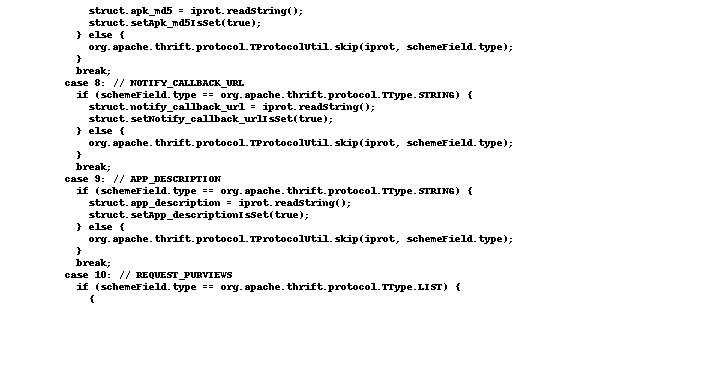 struct.apk_md5 = iprot.readString();
struct.setApk_md5IsSet(true);
} else {
org.apache.thrift.protocol.TProtocolUtil.skip(iprot, schemeField.type);
}
break;
case 8: // NOTIFY_CALLBACK_URL
if (schemeField.type == org.apache.thrift.protocol.TType.STRING) {
struct.notify_callback_url = iprot.readString();
struct.setNotify_callback_urlIsSet(true);
} else {
org.apache.thrift.protocol.TProtocolUtil.skip(iprot, schemeField.type);
}
break;
case 9: // APP_DESCRIPTION
if (schemeField.type == org.apache.thrift.protocol.TType.STRING) {
struct.app_description = iprot.readString();
struct.setApp_descriptionIsSet(true);
} else {
org.apache.thrift.protocol.TProtocolUtil.skip(iprot, schemeField.type);
}
break;
case 10: // REQUEST_PURVIEWS
if (schemeField.type == org.apache.thrift.protocol.TType.LIST) {
{